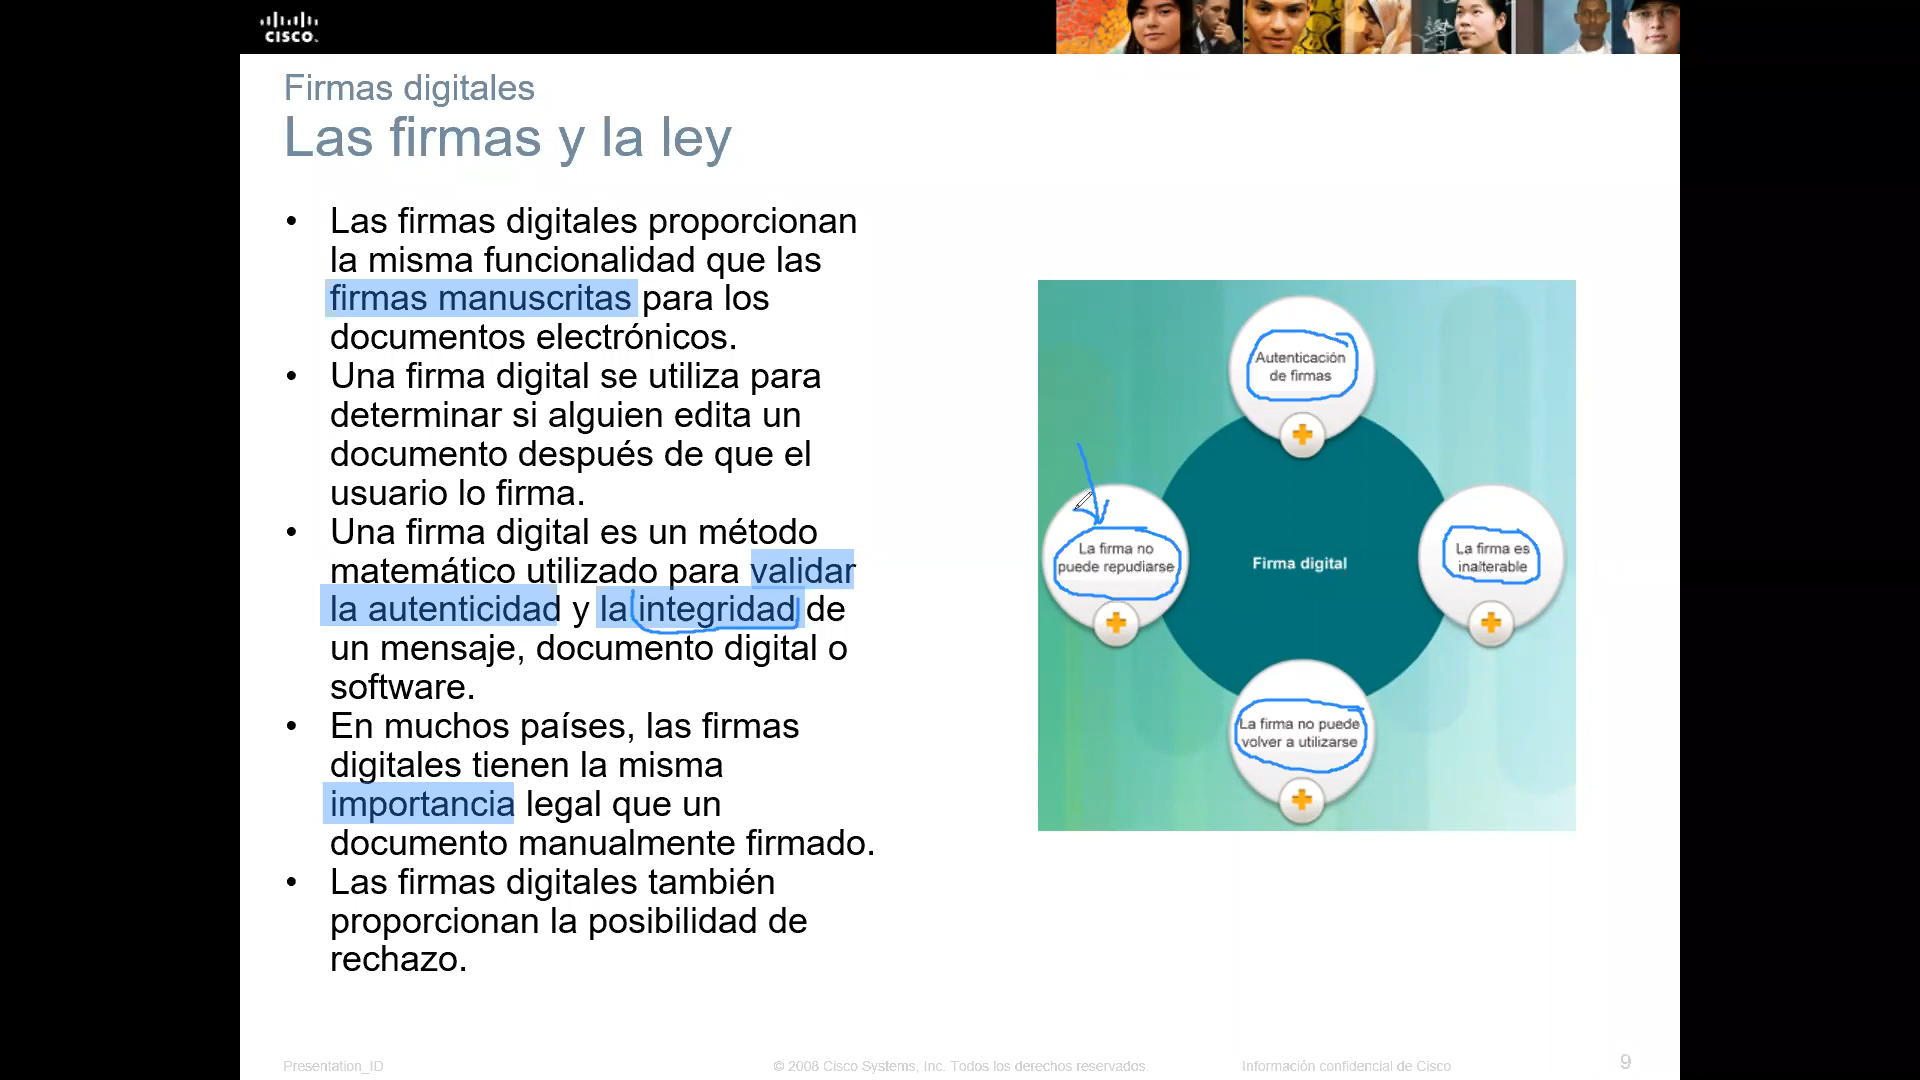 CISCO.
Firmas digitales
Las firmas y la ley
• Las firmas digitales proporcionan
la misma funcionalidad que las
firmas manuscritas para los
documentos electrónicos.
• Una firma digital se utiliza para
determinar si alguien edita un
documento después de que el
usuario lo firma.
• Una firma digital es un método
matemático utilizado para validar
la autenticidad y la integridad de
un mensaje, documento digital o
software.
• En muchos países, las firmas
digitales tienen la misma
importancia legal que un
documento manualmente firmado.
• Las firmas digitales también
proporcionan la posibilidad de
rechazo.
Autenticación
de firmas
La firma no
puede repudiarse
Firma digital
La firma es
inalterable
La firma no puede
volver a utilizarse
Presentation_ID
© 2008 Cisco Systems, Inc. Todos los derechos reservados.
Información confidencial de Cisco
9